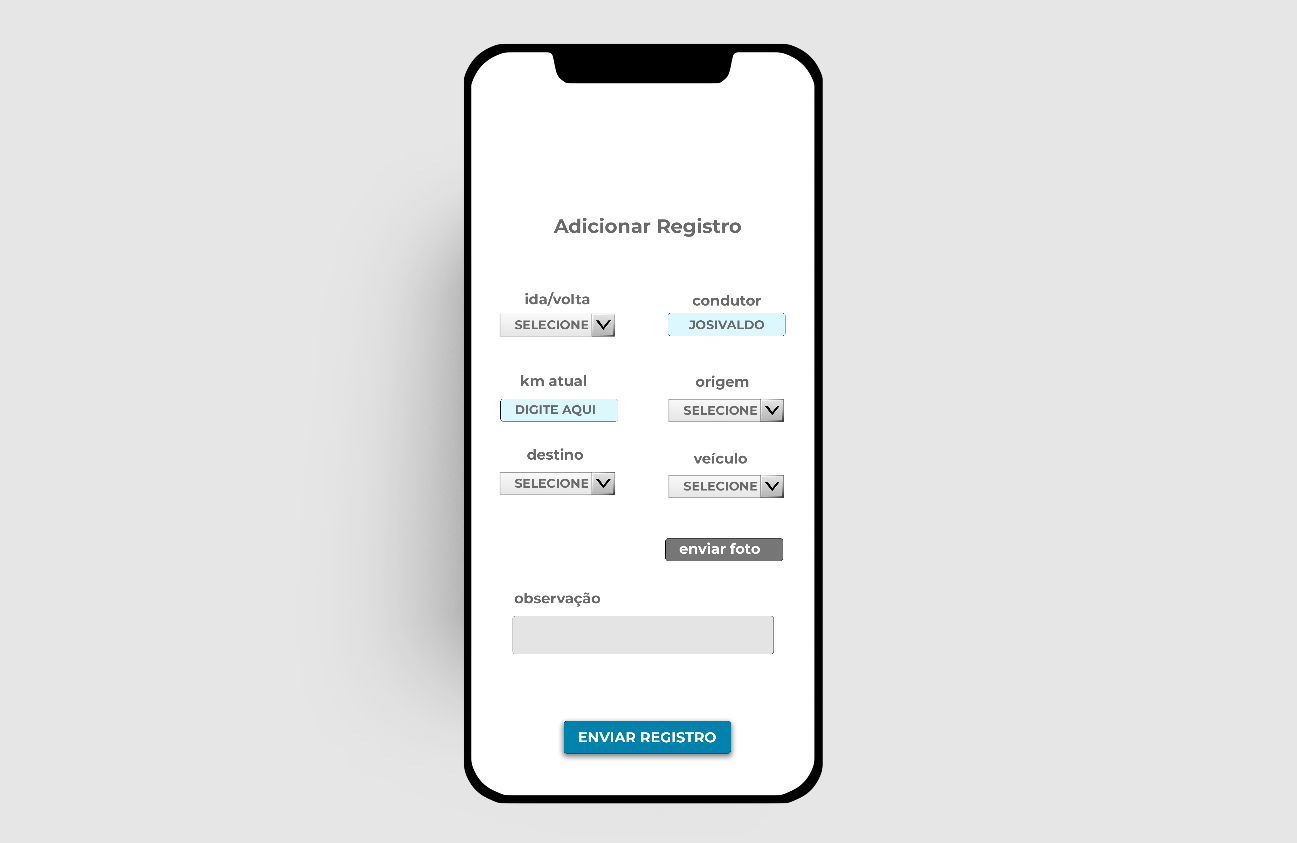 Adicionar Registro
ida/volta
condutor
SELECIONE
JOSIVALDO
km atual
origem
DIGITE AQUI
SELECIONE
destino
veículo
SELECIONE
SELECIONE
enviar foto
observação
ENVIAR REGISTRO